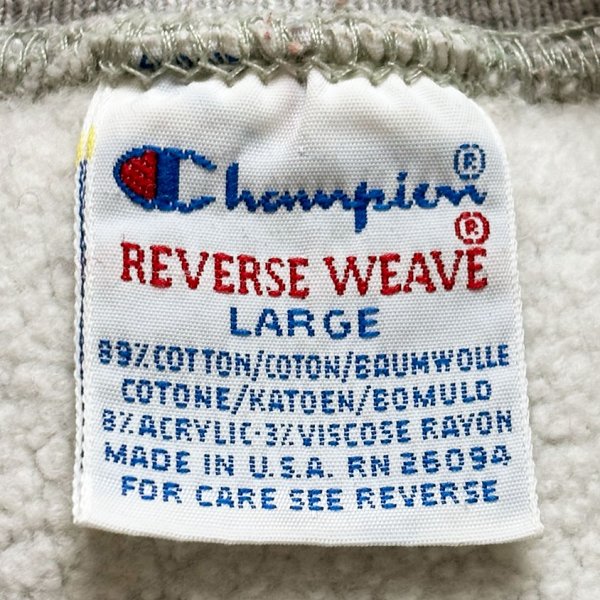 Champion ®
REVERSE WEAVE ®
LARGE
89% COTTON/COTON/BAUMWOLLE
COTONE/KATOEN/BOMULD
8% ACRYLIC·3% VISCOSE RAYON
MADE IN U.S.A. RN 26094
FOR CARE SEE REVERSE